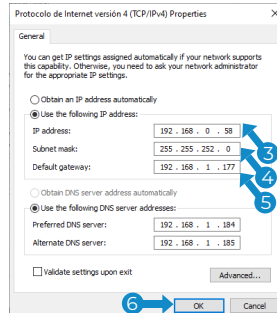 Protocolo de Internet versión 4 (TCP/IPv4) Properties
General
You can get IP settings assigned automatically if your network supports
this capability. Otherwise, you need to ask your network administrator
for the appropriate IP settings.
Obtain an IP address automatically
Use the following IP address:
IP address: 192 . 168 . 0 . 58
3
Subnet mask: 255 . 255 . 252 . 0
4
Default gateway: 192 . 168 . 1 . 177
5
Obtain DNS server address automatically
Use the following DNS server addresses:
Preferred DNS server: 192 . 168 . 1 . 184
Alternate DNS server: 192 . 168 . 1 . 185
Validate settings upon exit
Advanced...
6
OK Cancel